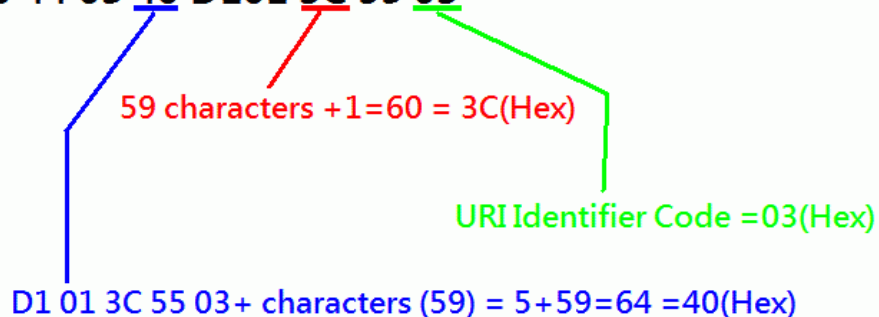 59 characters +1=60 = 3C(Hex)
URI Identifier Code =03(Hex)
D1 01 3C 55 03+ characters (59) = 5+59=64 =40(Hex)